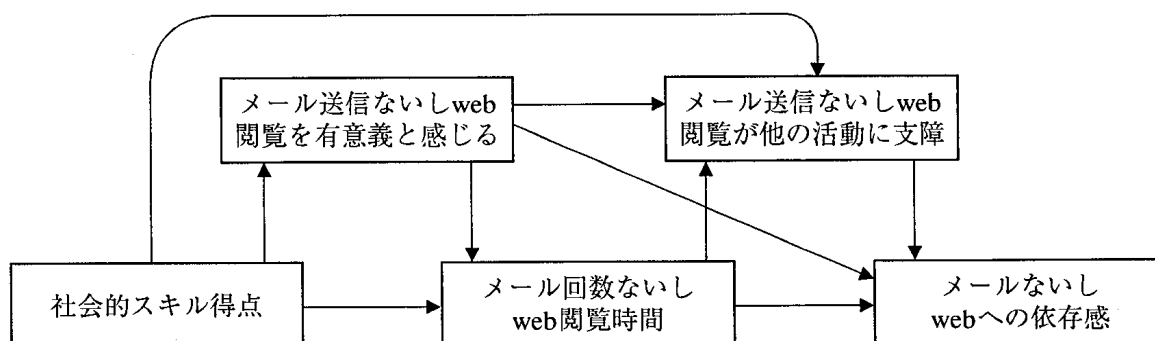 メール送信ないしweb
閲覧を有意義と感じる
メール送信ないしweb
閲覧が他の活動に支障
社会的スキル得点
メール回数ないし
web閲覧時間
メールないし
webへの依存感